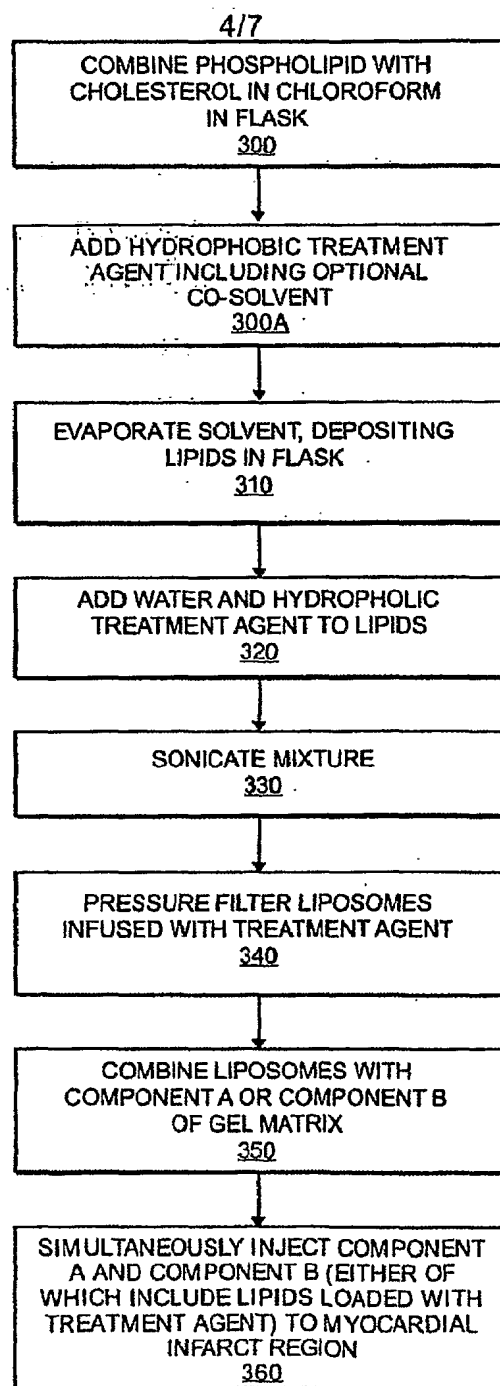 4/7
COMBINE PHOSPHOLIPID WITH
CHOLESTEROL IN CHLOROFORM
IN FLASK
300
ADD HYDROPHOBIC TREATMENT
AGENT INCLUDING OPTIONAL
CO-SOLVENT
300A
EVAPORATE SOLVENT, DEPOSITING
LIPIDS IN FLASK
310
ADD WATER AND HYDROPHOLIC
TREATMENT AGENT TO LIPIDS
320
SONICATE MIXTURE
330
PRESSURE FILTER LIPOSOMES
INFUSED WITH TREATMENT AGENT
340
COMBINE LIPOSOMES WITH
COMPONENT A OR COMPONENT B
OF GEL MATRIX
350
SIMULTANEOUSLY INJECT COMPONENT
A AND COMPONENT B (EITHER OF
WHICH INCLUDE LIPIDS LOADED WITH
TREATMENT AGENT) TO MYOCARDIAL
INFARCT REGION
360